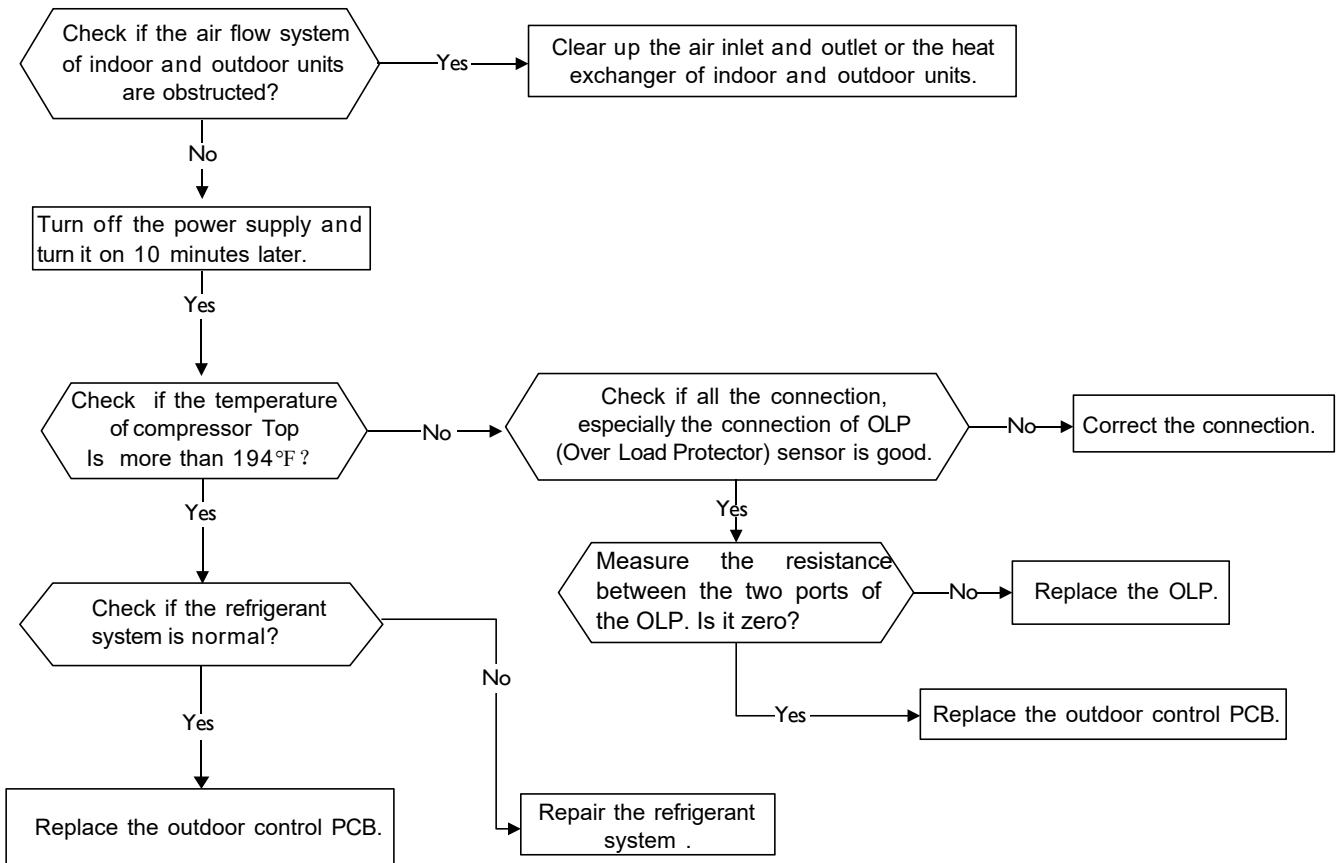 Check if the air flow system
of indoor and outdoor units
are obstructed?
Yes
Clear up the air inlet and outlet or the heat
exchanger of indoor and outdoor units.
No
Turn off the power supply and
turn it on 10 minutes later.
Yes
Check if the temperature
of compressor Top
Is more than 194°F?
No
Check if all the connection,
especially the connection of OLP
(Over Load Protector) sensor is good.
No
Correct the connection.
Yes
Yes
Measure the resistance
between the two ports of
the OLP. Is it zero?
No
Replace the OLP.
Check if the refrigerant
system is normal?
No
Yes
Yes
Replace the outdoor control PCB.
Replace the outdoor control PCB.
Repair the refrigerant
system .